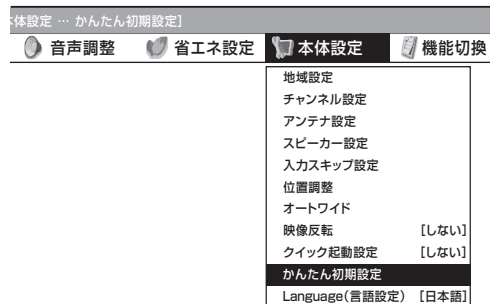 本体設定 … かんたん初期設定]
音声調整 省エネ設定 本体設定 機能切換
地域設定
チャンネル設定
アンテナ設定
スピーカー設定
入力スキップ設定
位置調整
オートワイド
映像反転 [しない]
クイック起動設定 [しない]
かんたん初期設定
Language(言語設定) [日本語]